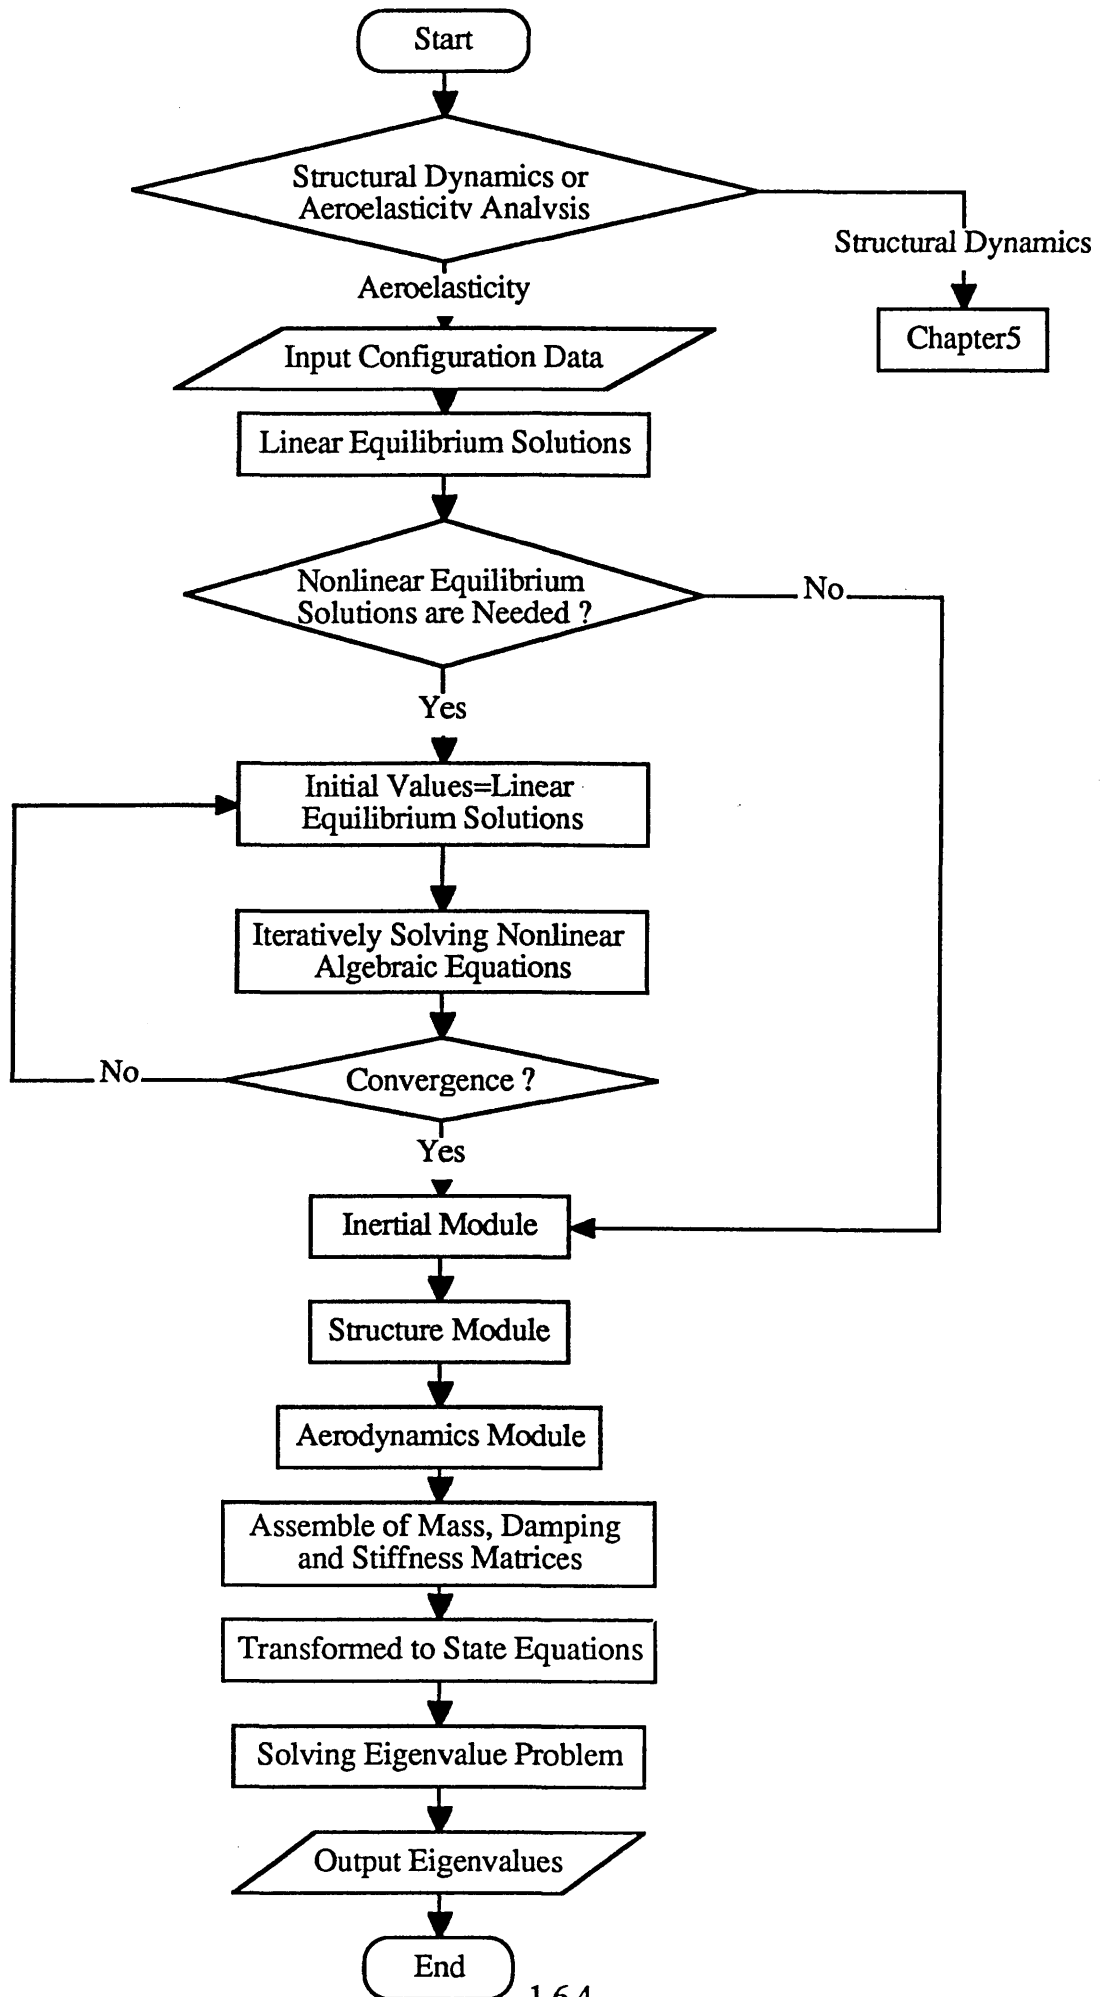 Start
Structural Dynamics or
Aeroelasticity Analysis
Structural Dynamics
Aeroelasticity
Chapter5
Input Configuration Data
Linear Equilibrium Solutions
Nonlinear Equilibrium
Solutions are Needed ?
No
Yes
Initial Values=Linear
Equilibrium Solutions
Iteratively Solving Nonlinear
Algebraic Equations
Convergence ?
No
Yes
Inertial Module
Structure Module
Aerodynamics Module
Assemble of Mass, Damping
and Stiffness Matrices
Transformed to State Equations
Solving Eigenvalue Problem
Output Eigenvalues
End
164